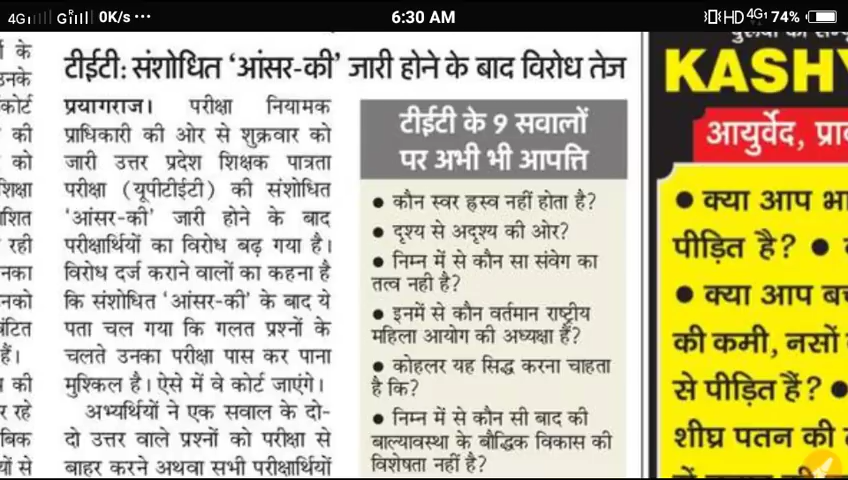 4G 4G 0K/s ••• 6:30 AM HD 4G 74%
टीईटी: संशोधित ‘आंसर-की’ जारी होने के बाद विरोध तेज
प्रयागराज। परीक्षा नियामक
प्राधिकारी की ओर से शुक्रवार को
जारी उत्तर प्रदेश शिक्षक पात्रता
परीक्षा (यूपीटीईटी) की संशोधित
‘आंसर-की’ जारी होने के बाद
परीक्षार्थियों का विरोध बढ़ गया है।
विरोध दर्ज कराने वालों का कहना है
कि संशोधित ‘आंसर-की’ के बाद ये
पता चल गया कि गलत प्रश्नों के
चलते उनका परीक्षा पास कर पाना
मुश्किल है। ऐसे में वे कोर्ट जाएंगे।
अभ्यर्थियों ने एक सवाल के दो-
दो उत्तर वाले प्रश्नों को परीक्षा से
बाहर करने अथवा सभी परीक्षार्थियों
टीईटी के 9 सवालों
पर अभी भी आपत्ति
● कौन स्वर ह्रस्व नहीं होता है?
● दृश्य से अदृश्य की ओर?
● निम्न में से कौन सा संवेग का
तत्व नही है?
● इनमें से कौन वर्तमान राष्ट्रीय
महिला आयोग की अध्यक्षा हैं?
● कोहलर यह सिद्ध करना चाहता
है कि?
● निम्न में से कौन सी बाद की
बाल्यावस्था के बौद्धिक विकास की
विशेषता नहीं है?
KASHY
आयुर्वेद, प्रा
● क्या आप भा
पीड़ित है? ●
● क्या आप बच
की कमी, नसों
से पीड़ित हैं? ●
शीघ्र पतन की